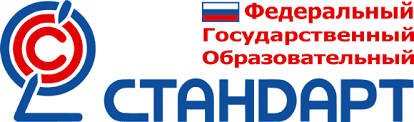 Федеральный
Государственный
Образовательный
СТАНДАРТ